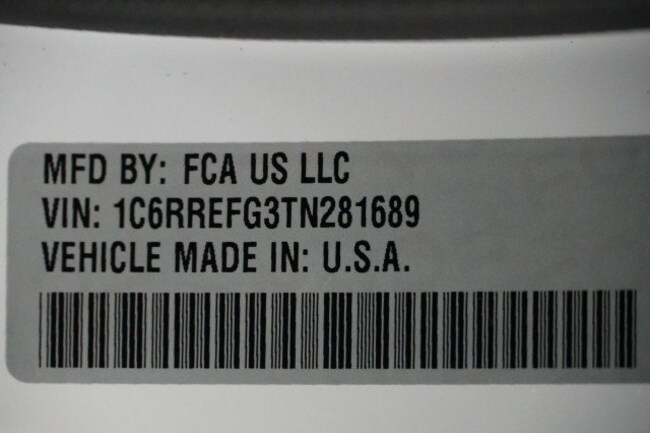 MFD BY: FCA US LLC
VIN: 1C6RREFG3TN281689
VEHICLE MADE IN: U.S.A.